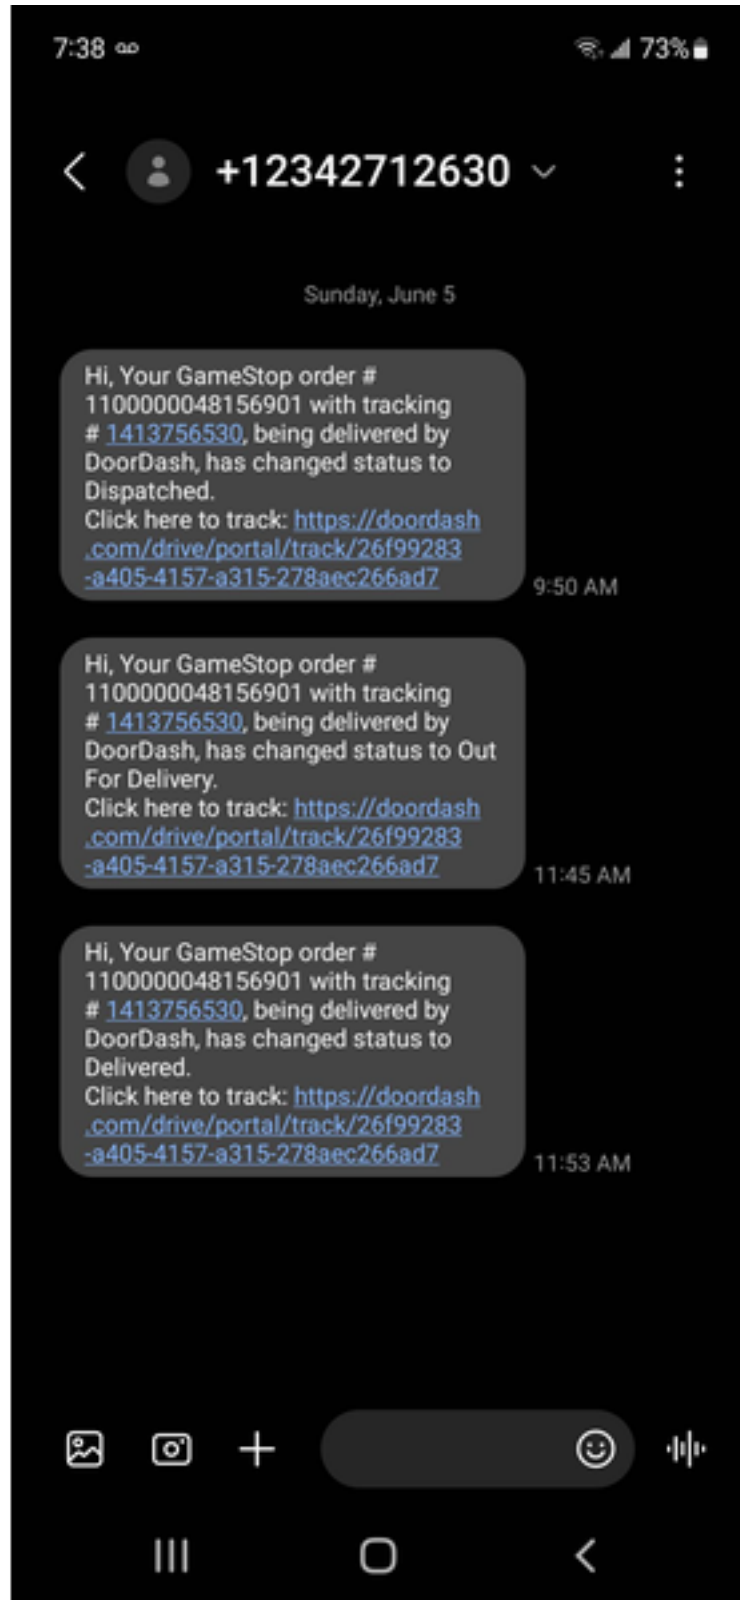 7:38
73%
+12342712630
Sunday, June 5
Hi, Your GameStop order #
1100000048156901 with tracking
# 1413756530, being delivered by
DoorDash, has changed status to
Dispatched.
Click here to track: https://doordash
.com/drive/portal/track/26f99283
-a405-4157-a315-278aec266ad7
9:50 AM
Hi, Your GameStop order #
1100000048156901 with tracking
# 1413756530, being delivered by
DoorDash, has changed status to Out
For Delivery.
Click here to track: https://doordash
.com/drive/portal/track/26f99283
-a405-4157-a315-278aec266ad7
11:45 AM
Hi, Your GameStop order #
1100000048156901 with tracking
# 1413756530, being delivered by
DoorDash, has changed status to
Delivered.
Click here to track: https://doordash
.com/drive/portal/track/26f99283
-a405-4157-a315-278aec266ad7
11:53 AM